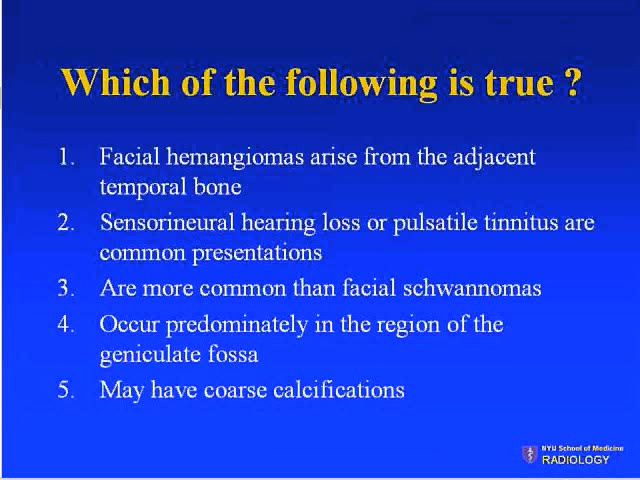 Which of the following is true ?
1. Facial hemangiomas arise from the adjacent
temporal bone
2. Sensorineural hearing loss or pulsatile tinnitus are
common presentations
3. Are more common than facial schwannomas
4. Occur predominately in the region of the
geniculate fossa
5. May have coarse calcifications
NYU School of Medicine
RADIOLOGY